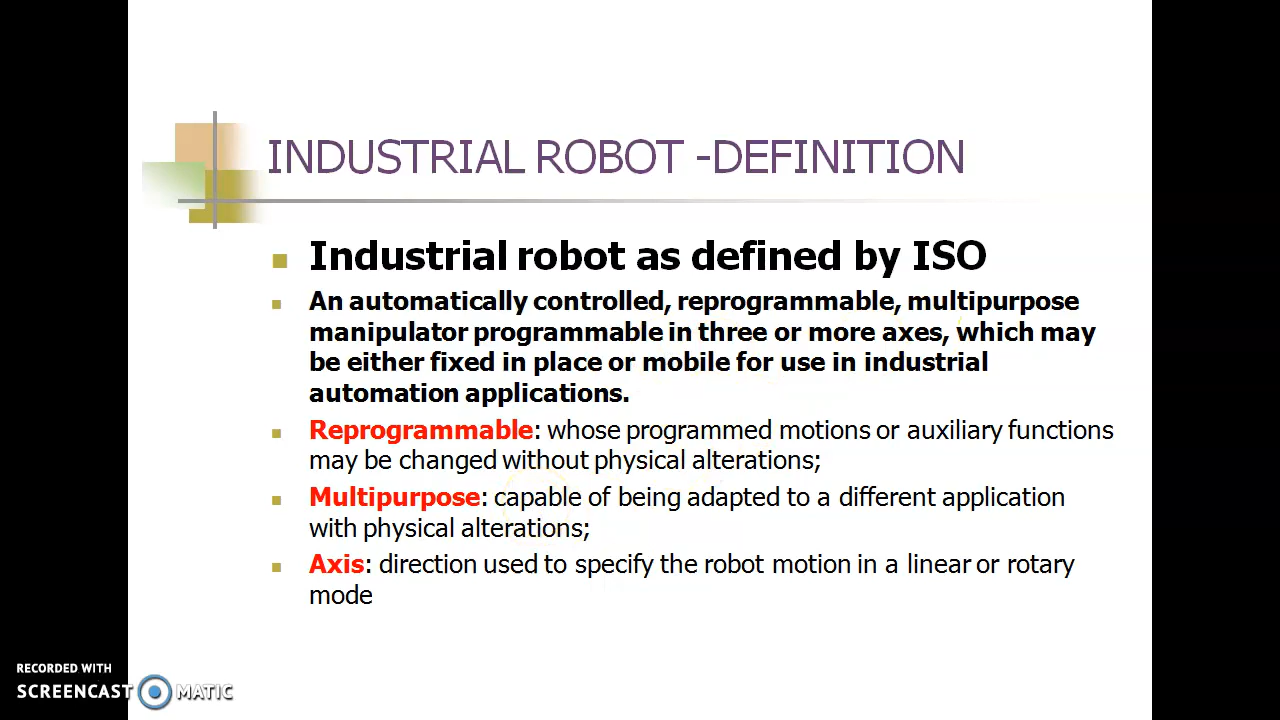 INDUSTRIAL ROBOT -DEFINITION
Industrial robot as defined by ISO
An automatically controlled, reprogrammable, multipurpose
manipulator programmable in three or more axes, which may
be either fixed in place or mobile for use in industrial
automation applications.
Reprogrammable: whose programmed motions or auxiliary functions
may be changed without physical alterations;
Multipurpose: capable of being adapted to a different application
with physical alterations;
Axis: direction used to specify the robot motion in a linear or rotary
mode
RECORDED WITH
SCREENCAST MATIC